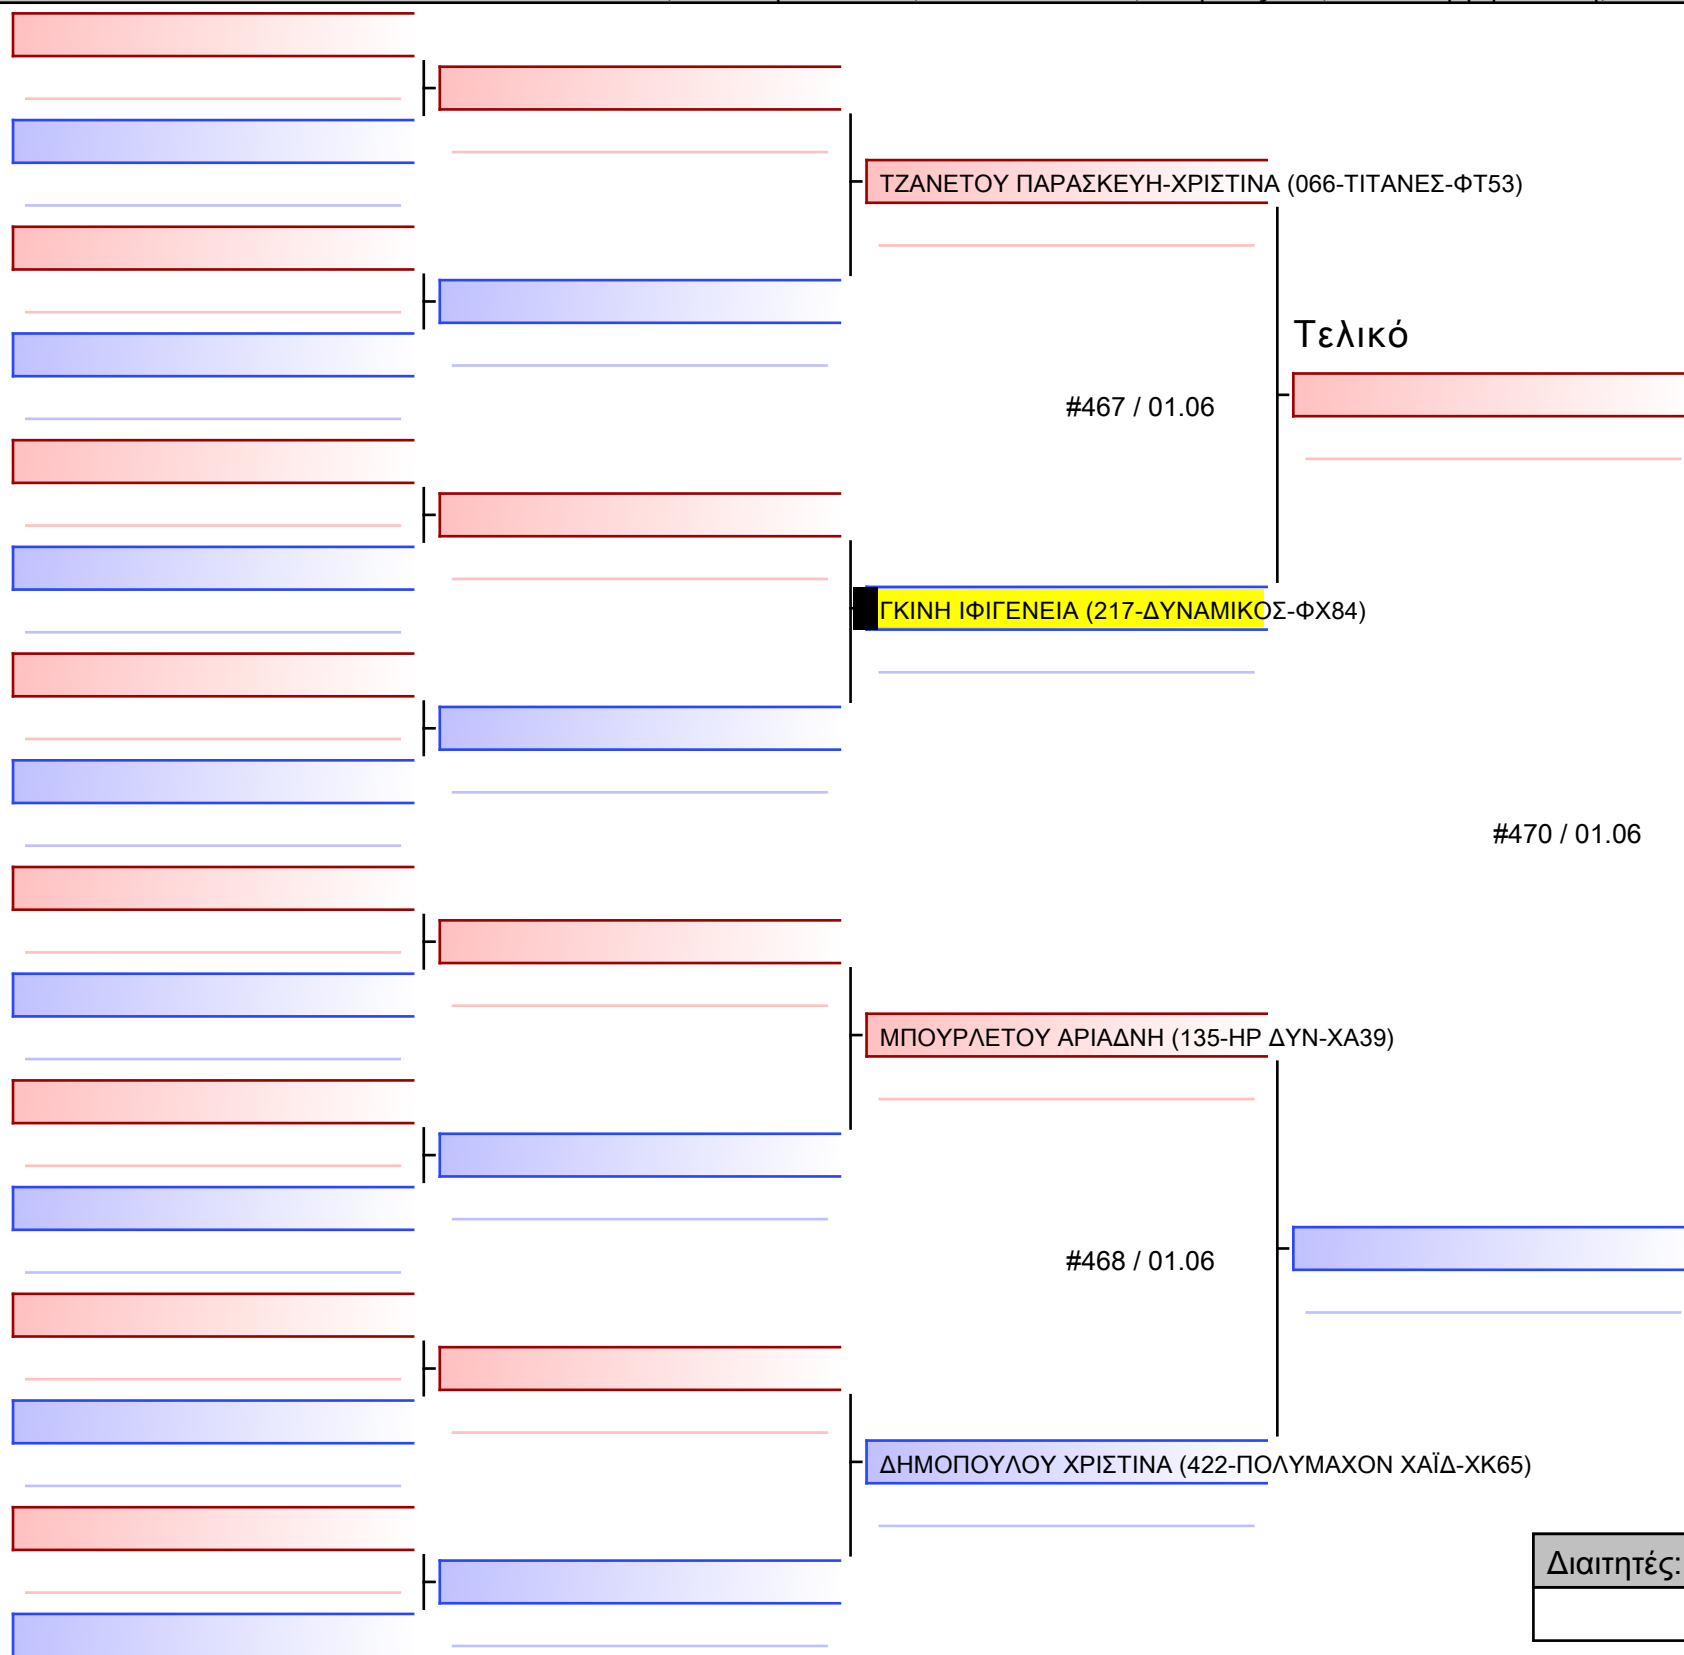 ΤΖΑΝΕΤΟΥ ΠΑΡΑΣΚΕΥΗ-ΧΡΙΣΤΙΝΑ (066-ΤΙΤΑΝΕΣ-ΦΤ53)
Τελικό
#467 / 01.06
ΓΚΙΝΗ ΙΦΙΓΕΝΕΙΑ (217-ΔΥΝΑΜΙΚΟΣ-ΦΧ84)
#470 / 01.06
ΜΠΟΥΡΛΕΤΟΥ ΑΡΙΑΔΝΗ (135-ΗΡ ΔΥΝ-ΧΑ39)
#468 / 01.06
ΔΗΜΟΠΟΥΛΟΥ ΧΡΙΣΤΙΝΑ (422-ΠΟΛΥΜΑΧΟΝ ΧΑΪΔ-ΧΚ65)
Διαιτητές: